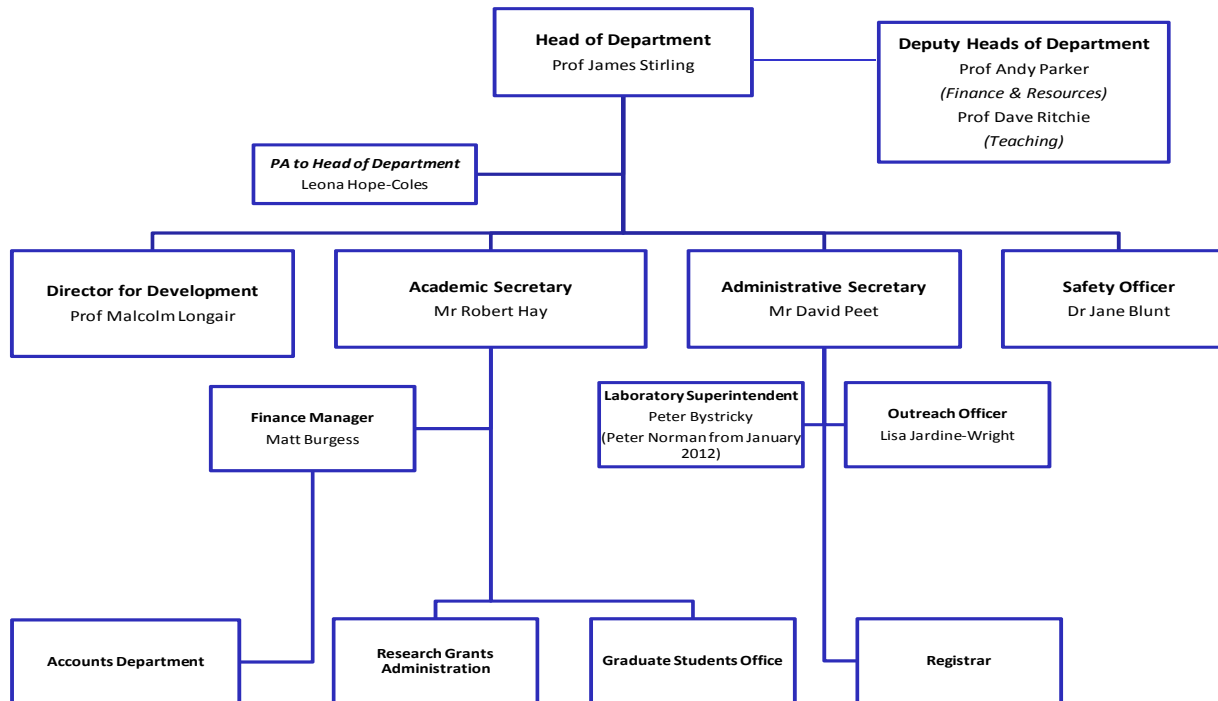 Head of Department
Prof James Stirling
Deputy Heads of Department
Prof Andy Parker
(Finance & Resources)
Prof Dave Ritchie
(Teaching)
PA to Head of Department
Leona Hope-Coles
Director for Development
Prof Malcolm Longair
Academic Secretary
Mr Robert Hay
Administrative Secretary
Mr David Peet
Safety Officer
Dr Jane Blunt
Finance Manager
Matt Burgess
Laboratory Superintendent
Peter Bystricky
(Peter Norman from January
2012)
Outreach Officer
Lisa Jardine-Wright
Accounts Department
Research Grants
Administration
Graduate Students Office
Registrar